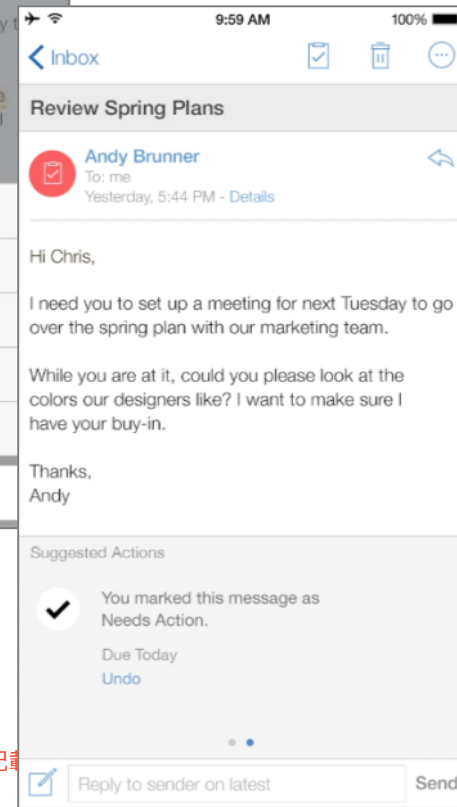 9:59 AM
100%
Inbox
Review Spring Plans
Andy Brunner
To: me
Yesterday, 5:44 PM - Details
Hi Chris,
I need you to set up a meeting for next Tuesday to go
over the spring plan with our marketing team.
While you are at it, could you please look at the
colors our designers like? I want to make sure I
have your buy-in.
Thanks,
Andy
Suggested Actions
You marked this message as
Needs Action.
Due Today
Undo
Reply to sender on latest
Send